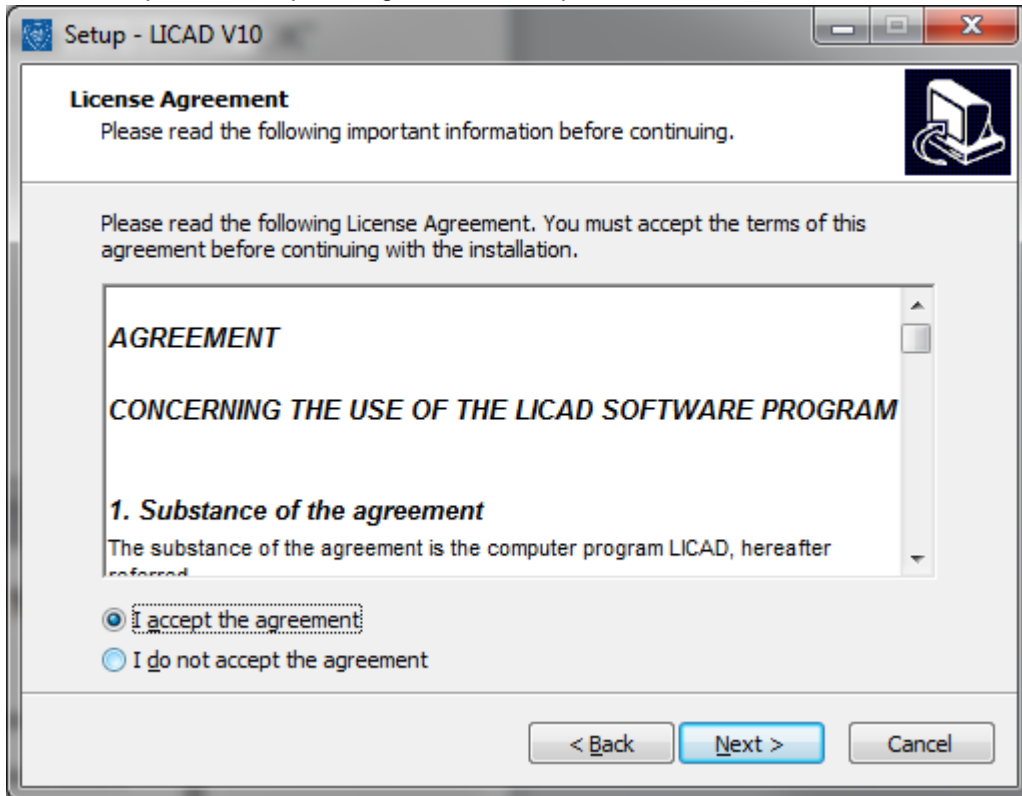 Setup - LICAD V10
License Agreement
Please read the following important information before continuing.
Please read the following License Agreement. You must accept the terms of this
agreement before continuing with the installation.
AGREEMENT
CONCERNING THE USE OF THE LICAD SOFTWARE PROGRAM
1. Substance of the agreement
The substance of the agreement is the computer program LICAD, hereafter
referred
I accept the agreement
I do not accept the agreement
< Back
Next >
Cancel